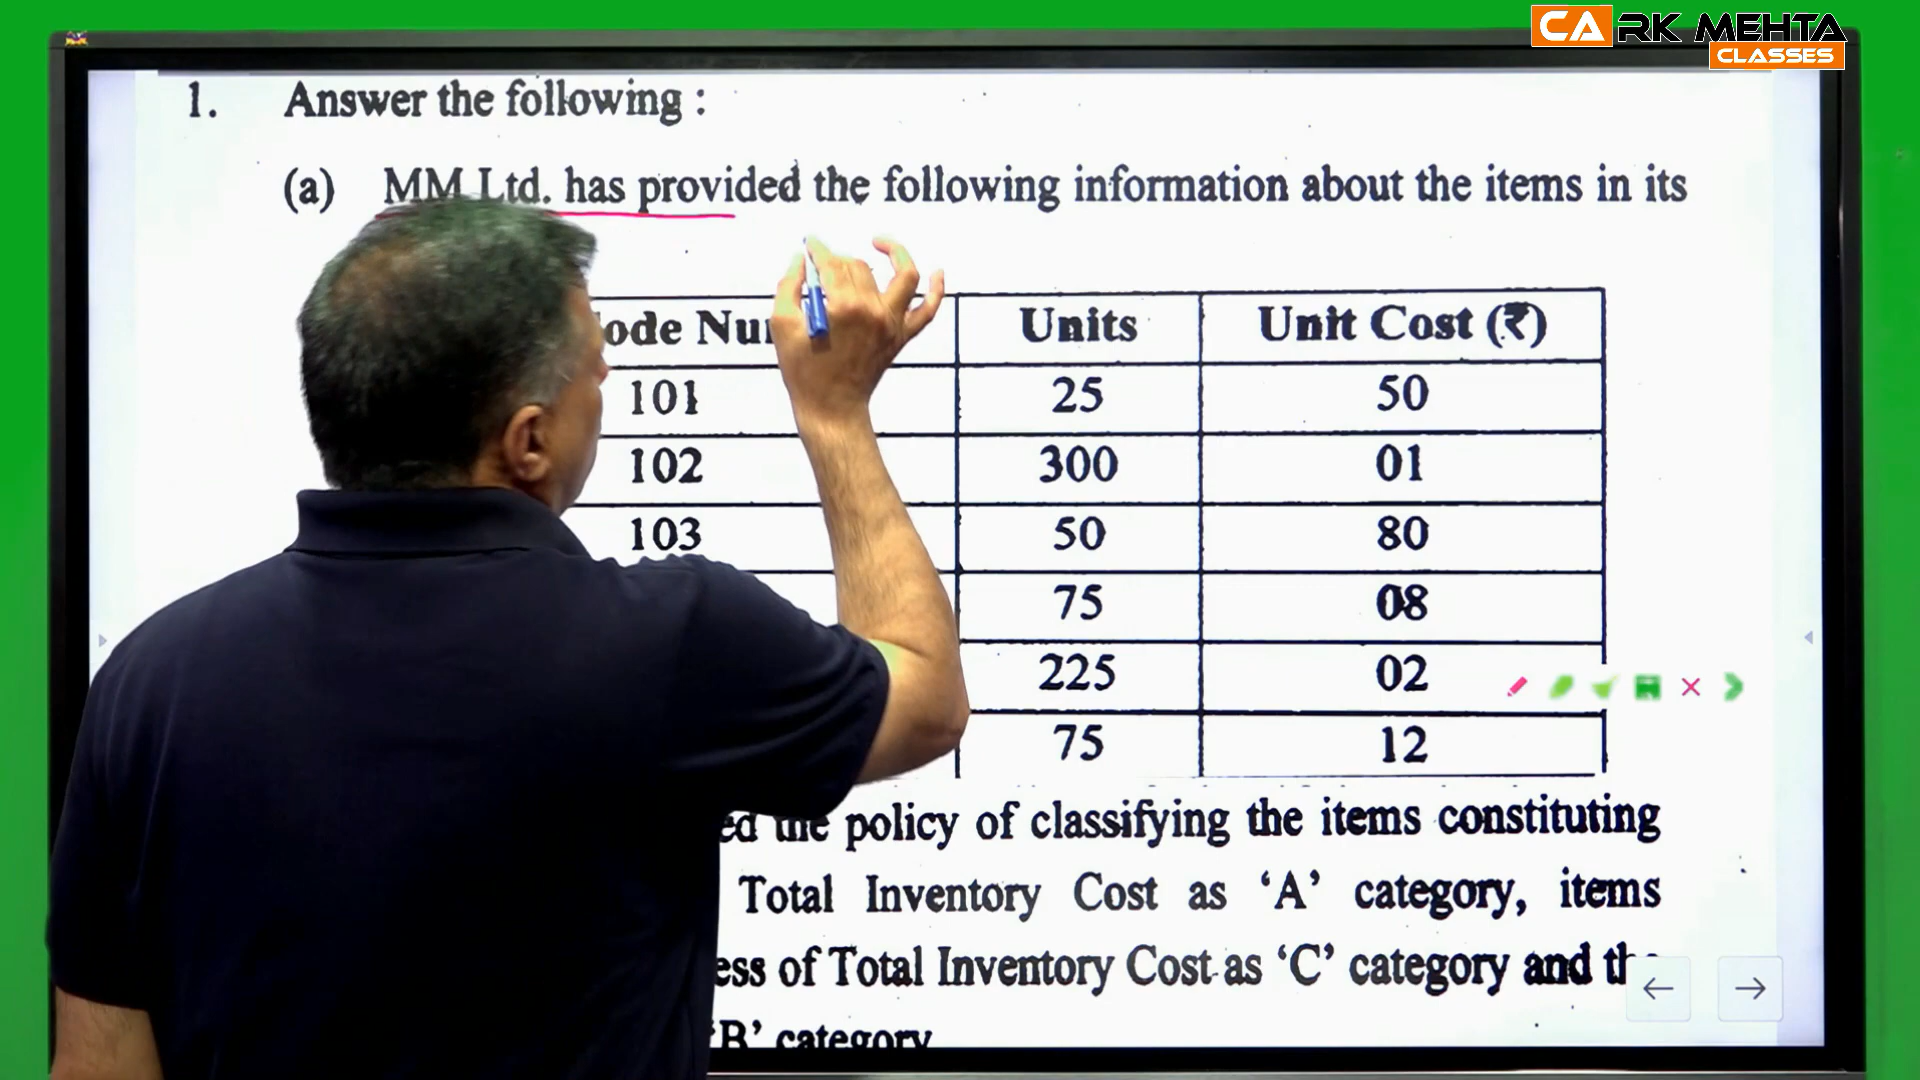 CA RK MEHTA
CLASSES
1. Answer the following :
(a) MM Ltd. has provided the following information about the items in its
Units Unit Cost (₹)
101 25 50
102 300 01
103 50 80
75 08
225 02
75 12
the policy of classifying the items constituting
Total Inventory Cost as ‘A’ category, items
of Total Inventory Cost as ‘C’ category and
‘B’ category